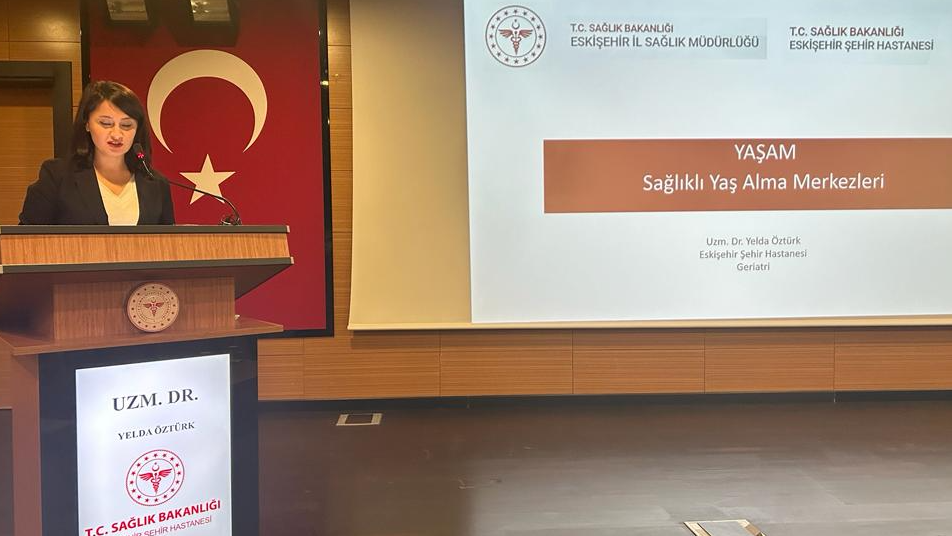 T.C. SAĞLIK BAKANLIĞI
ESKİŞEHİR İL SAĞLIK MÜDÜRLÜĞÜ
T.C. SAĞLIK BAKANLIĞI
ESKİŞEHİR ŞEHİR HASTANESİ
YAŞAM
Sağlıklı Yaş Alma Merkezleri
Uzm. Dr. Yelda Öztürk
Eskişehir Şehir Hastanesi
Geriatri
UZM. DR.
YELDA ÖZTÜRK
T.C. SAĞLIK BAKANLIĞI
ŞEHİR HASTANESİ